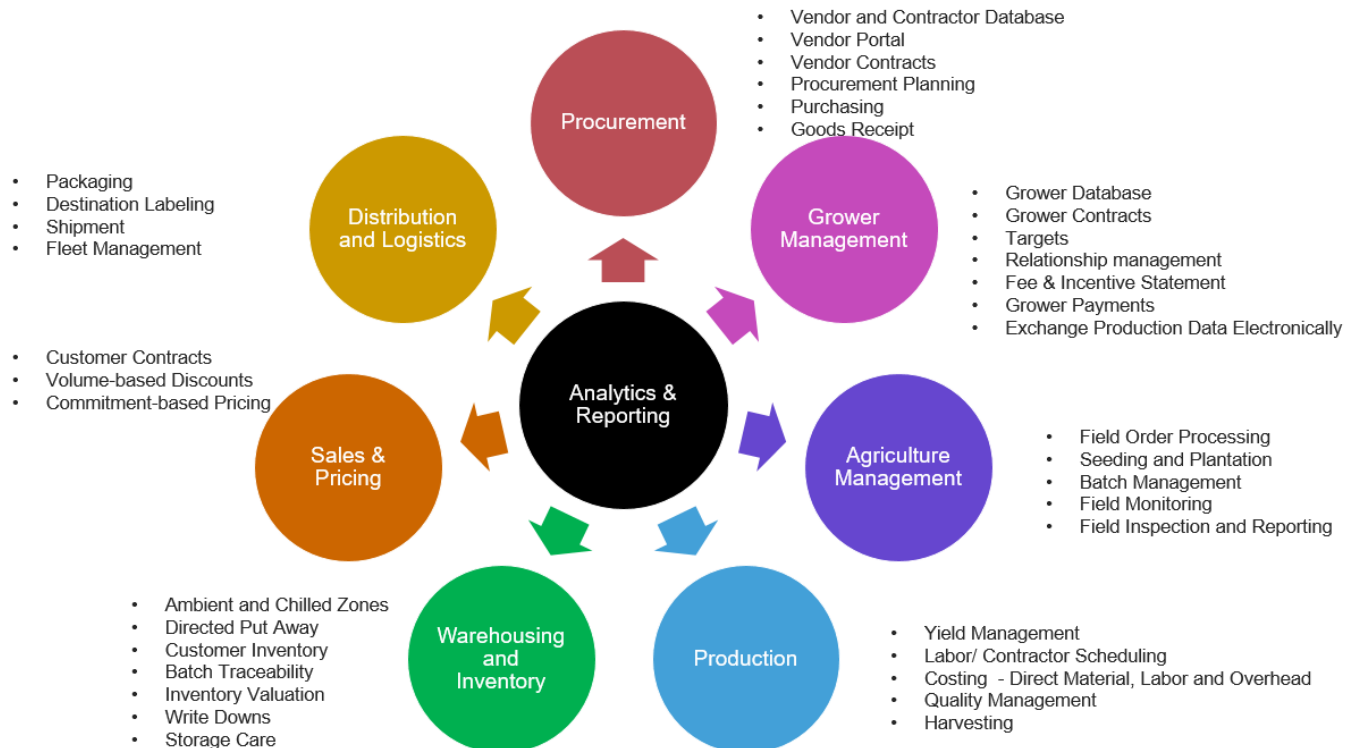 Procurement
• Vendor and Contractor Database
• Vendor Portal
• Vendor Contracts
• Procurement Planning
• Purchasing
• Goods Receipt
Grower
Management
• Grower Database
• Grower Contracts
• Targets
• Relationship management
• Fee & Incentive Statement
• Grower Payments
• Exchange Production Data Electronically
Agriculture
Management
• Field Order Processing
• Seeding and Plantation
• Batch Management
• Field Monitoring
• Field Inspection and Reporting
Production
• Yield Management
• Labor/ Contractor Scheduling
• Costing - Direct Material, Labor and Overhead
• Quality Management
• Harvesting
Warehousing
and
Inventory
• Ambient and Chilled Zones
• Directed Put Away
• Customer Inventory
• Batch Traceability
• Inventory Valuation
• Write Downs
• Storage Care
Sales &
Pricing
• Customer Contracts
• Volume-based Discounts
• Commitment-based Pricing
Distribution
and Logistics
• Packaging
• Destination Labeling
• Shipment
• Fleet Management
Analytics &
Reporting